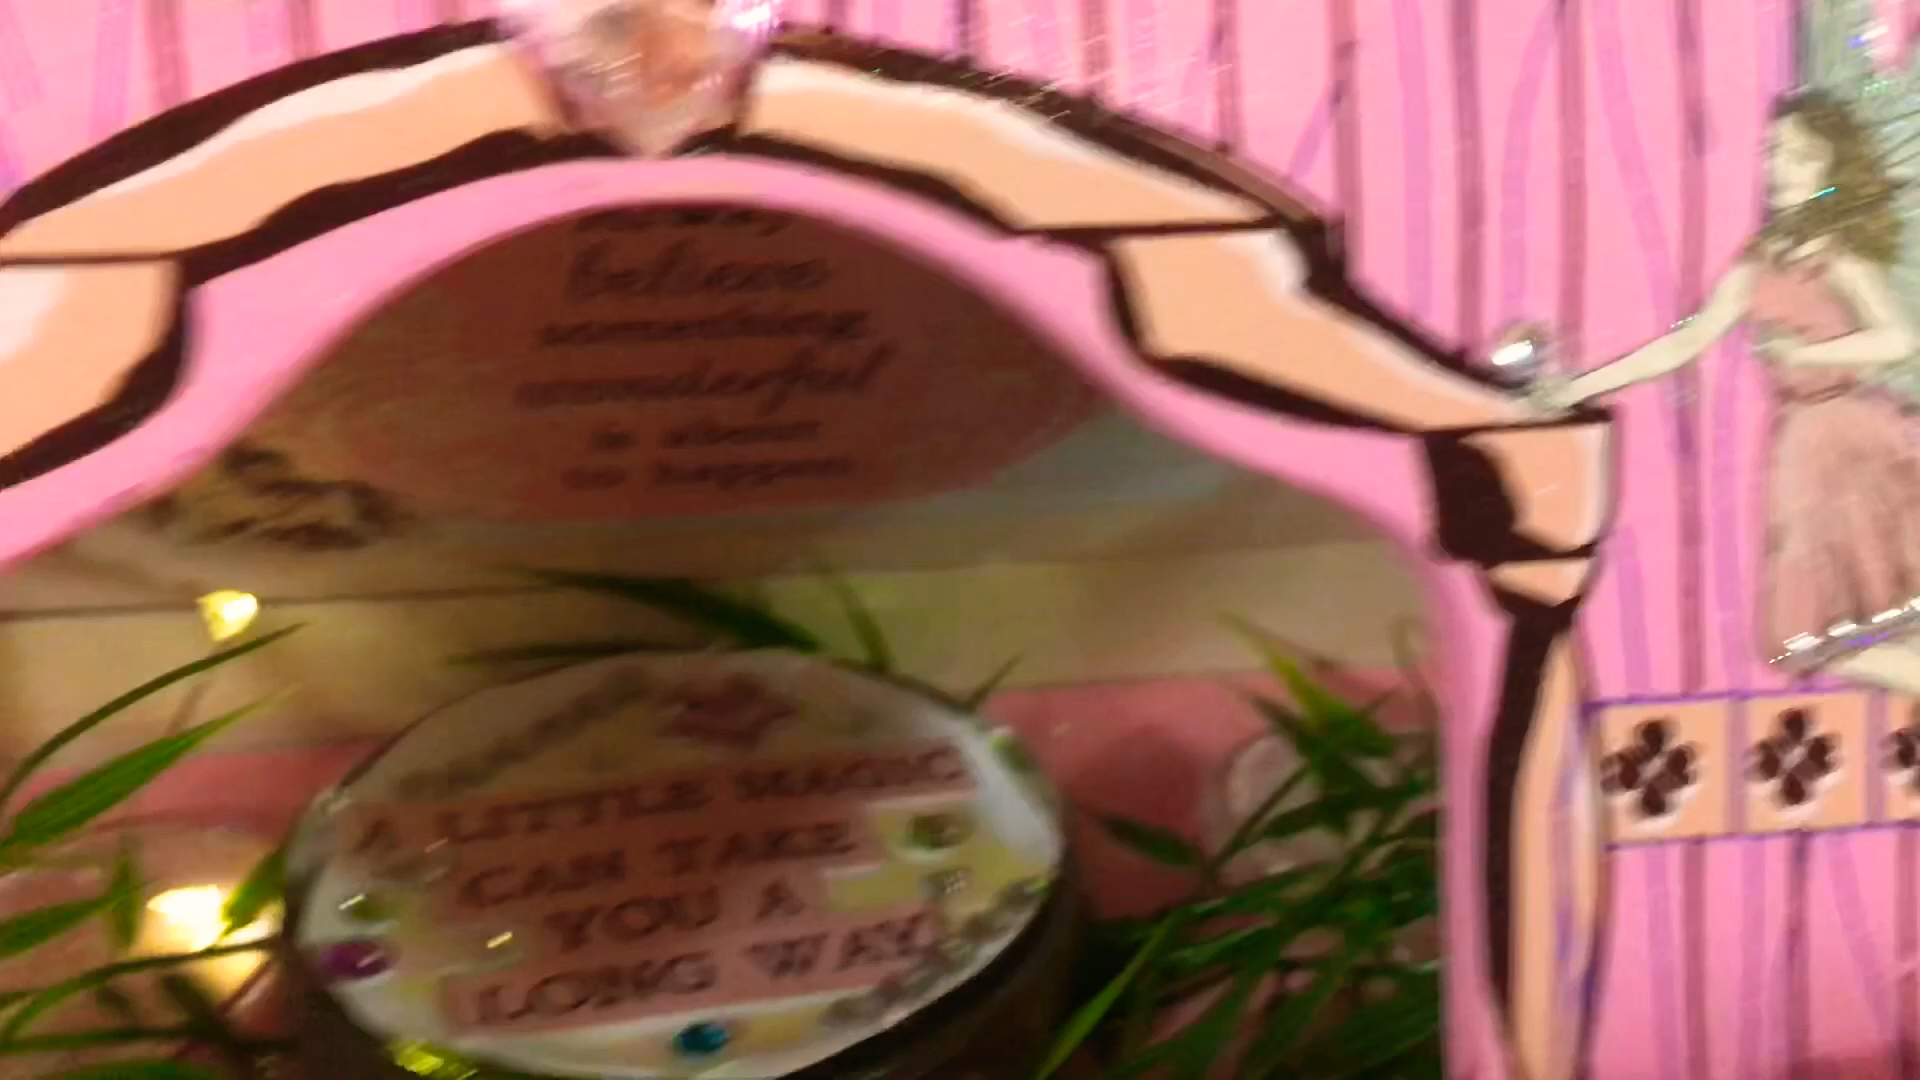 believe
something
wonderful
is about
to happen
A LITTLE MAGIC
CAN TAKE
YOU A
LONG WAY